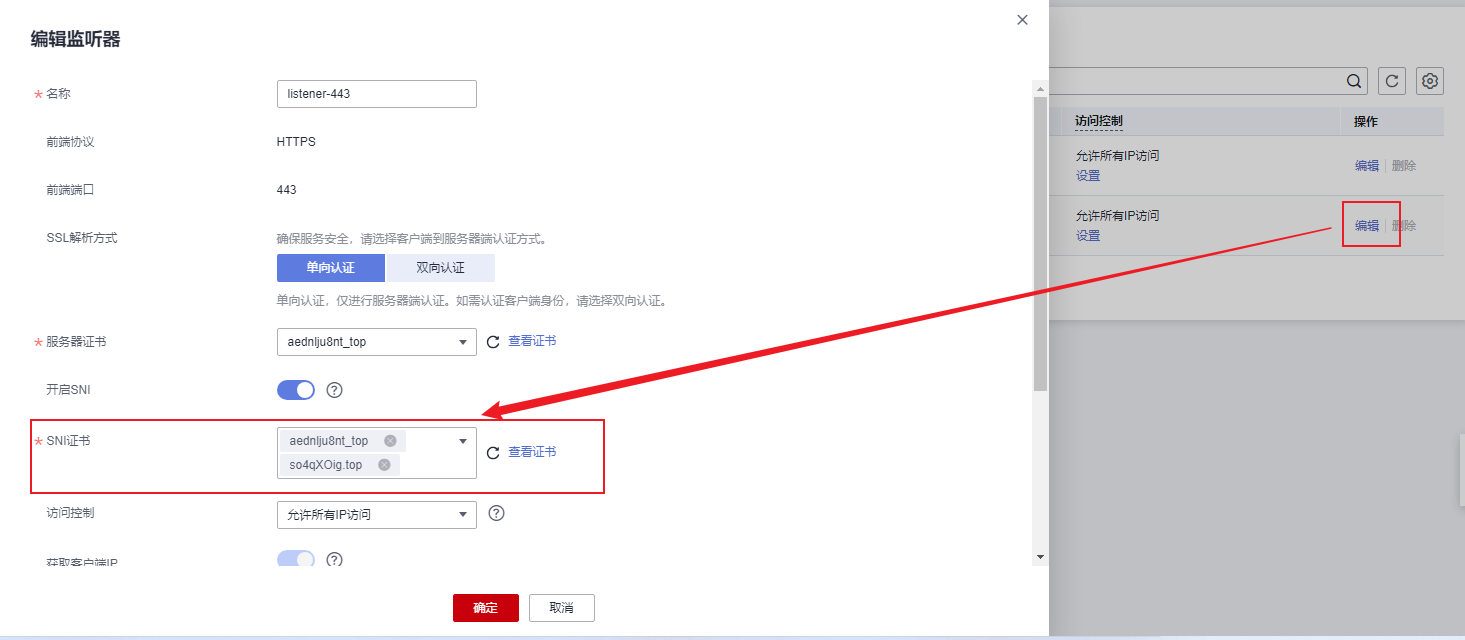 编辑监听器
* 名称
listener-443
前端协议
HTTPS
前端端口
443
SSL解析方式
确保服务安全，请选择客户端到服务器端认证方式。
单向认证
双向认证
单向认证，仅进行服务器端认证。如需认证客户端身份，请选择双向认证。
* 服务器证书
aednlju8nt_top
查看证书
开启SNI
* SNI证书
aednlju8nt_top
so4qXOig.top
查看证书
访问控制
允许所有IP访问
获取客户端IP
确定
取消
访问控制
操作
允许所有IP访问
设置
编辑 | 删除
允许所有IP访问
设置
编辑 | 删除